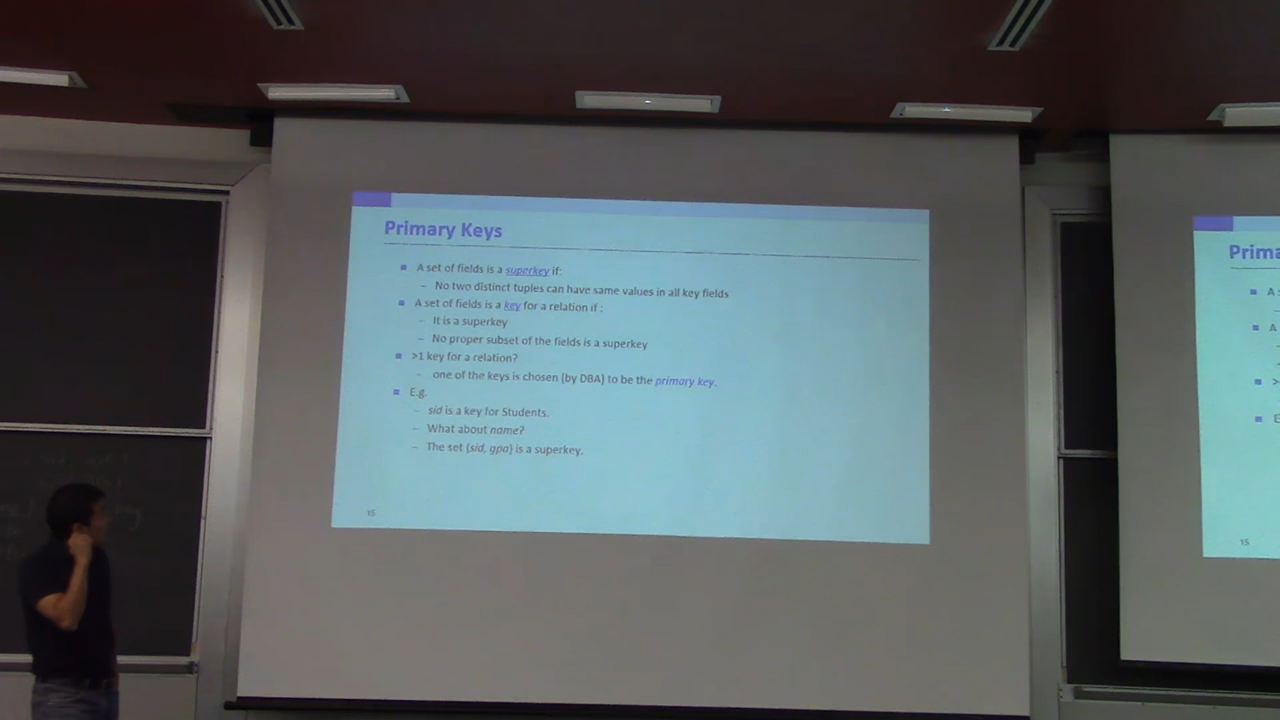 Primary Keys
A set of fields is a superkey if:
– No two distinct tuples can have same values in all key fields
A set of fields is a key for a relation if :
– It is a superkey
– No proper subset of the fields is a superkey
>1 key for a relation?
– one of the keys is chosen (by DBA) to be the primary key.
E.g.
– sid is a key for Students.
– What about name?
– The set {sid, gpa} is a superkey.
15
Prima
A
A
>
E
15